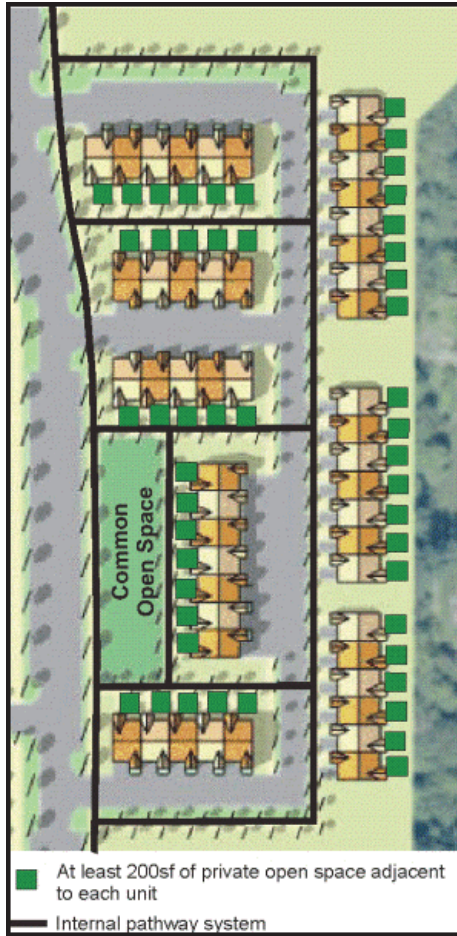 Common
Open Space
At least 200sf of private open space adjacent
to each unit
Internal pathway system